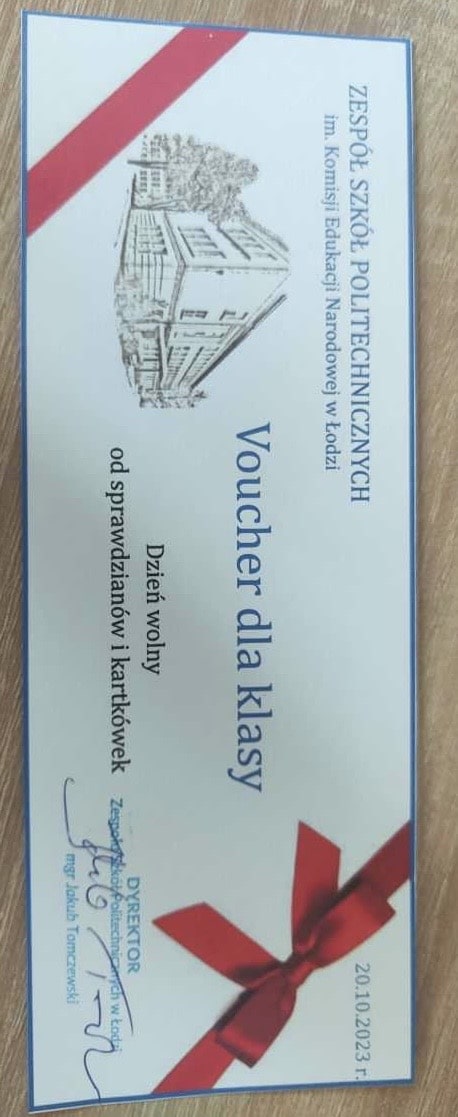 ZESPÓŁ SZKÓŁ POLITECHNICZNYCH
im. Komisji Edukacji Narodowej w Łodzi
20.10.2023 r.
Voucher dla klasy
Dzień wolny
od sprawdzianów i kartkówek
DYREKTOR
Zespołu Szkół Politechnicznych w Łodzi
mgr Jakub Tomczewski